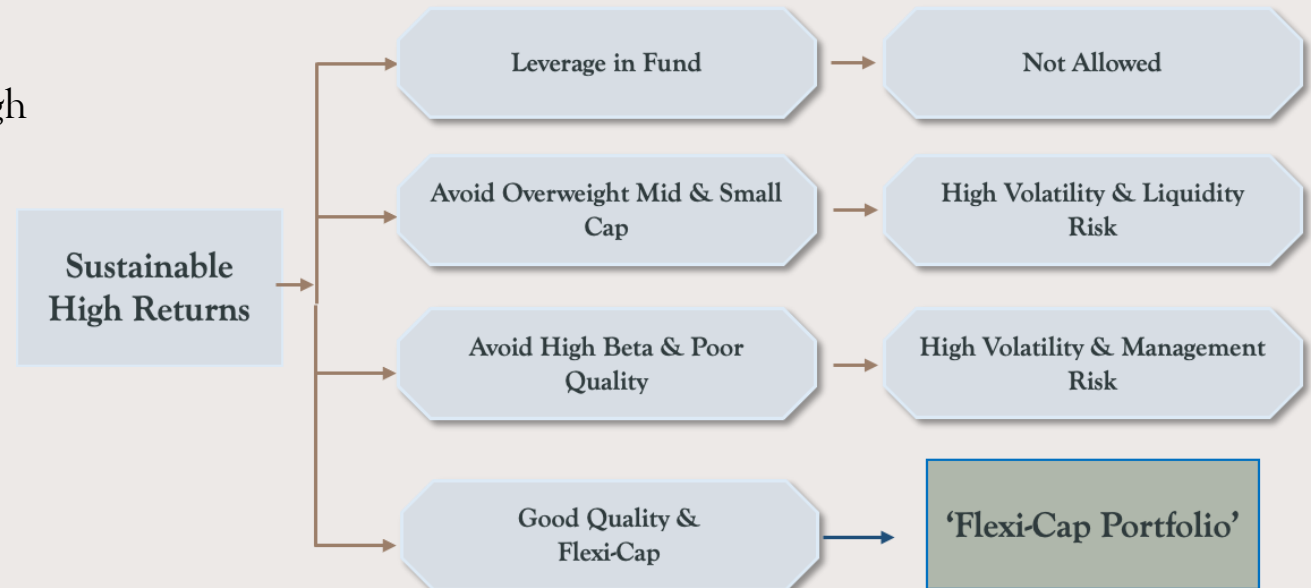 gh
Sustainable
High Returns
Leverage in Fund
Not Allowed
Avoid Overweight Mid & Small
Cap
High Volatility & Liquidity
Risk
Avoid High Beta & Poor
Quality
High Volatility & Management
Risk
Good Quality &
Flexi-Cap
‘Flexi-Cap Portfolio’